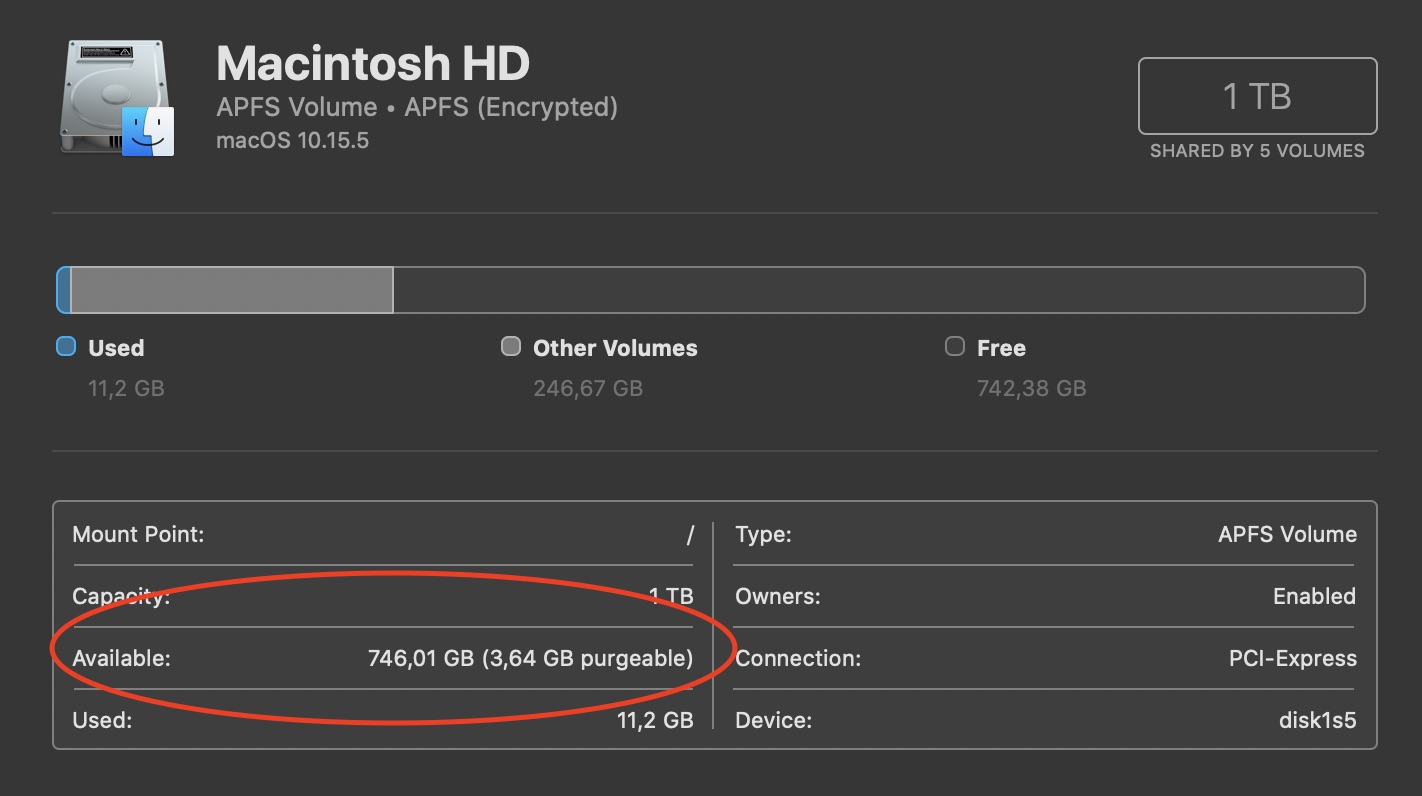 Macintosh HD
APFS Volume • APFS (Encrypted)
macOS 10.15.5
1 TB
SHARED BY 5 VOLUMES
Used
11,2 GB
Other Volumes
246,67 GB
Free
742,38 GB
Mount Point: /
Capacity: 1 TB
Available: 746,01 GB (3,64 GB purgeable)
Used: 11,2 GB
Type: APFS Volume
Owners: Enabled
Connection: PCI-Express
Device: disk1s5